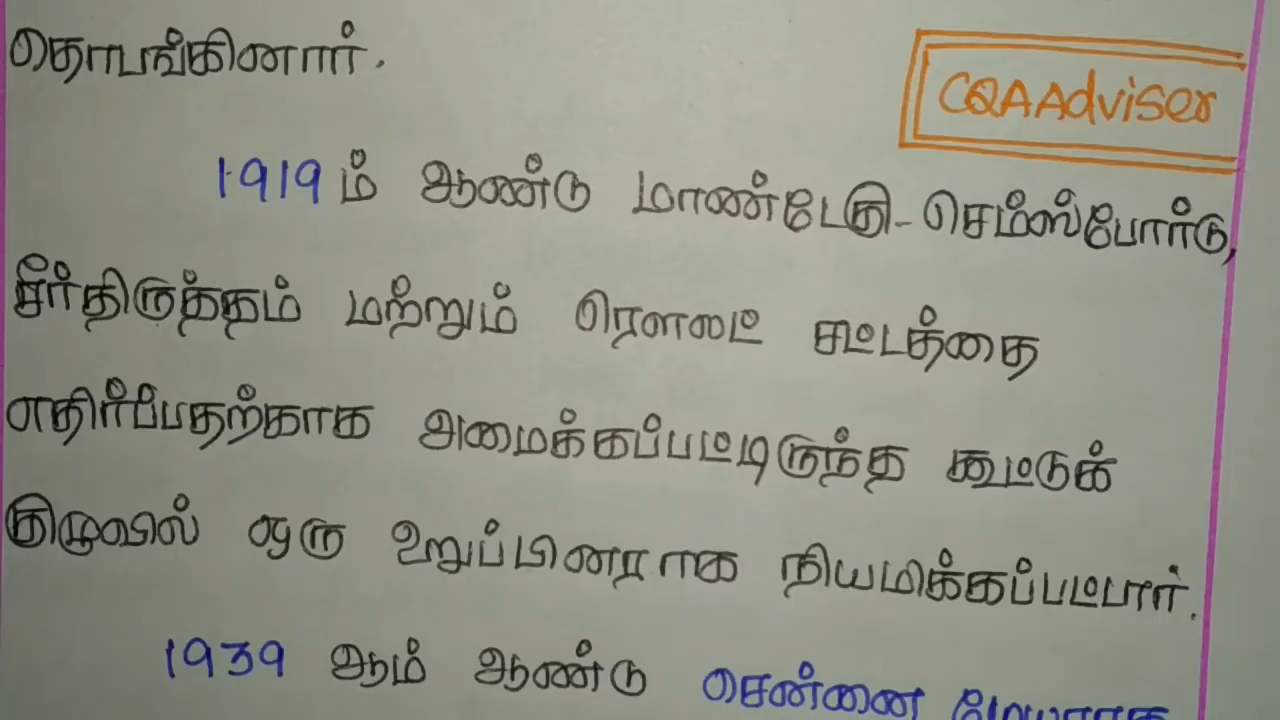 தொடங்கினார்.
CQAAdviser
1919ம் ஆண்டு மாண்டேகு-செம்ஸ்போர்டு,
சீர்திருத்தம் மற்றும் ரௌலட் சட்டத்தை
எதிர்ப்பதற்காக அமைக்கப்பட்டிருந்த கூட்டுக்
குழுவில் ஒரு உறுப்பினராக நியமிக்கப்பட்டார்.
1939 ஆம் ஆண்டு சென்னை மேயராக